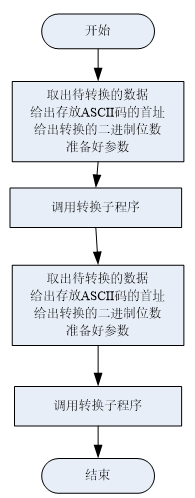 开始
取出待转换的数据
给出存放ASCII码的首址
给出转换的二进制位数
准备好参数
调用转换子程序
取出待转换的数据
给出存放ASCII码的首址
给出转换的二进制位数
准备好参数
调用转换子程序
结束